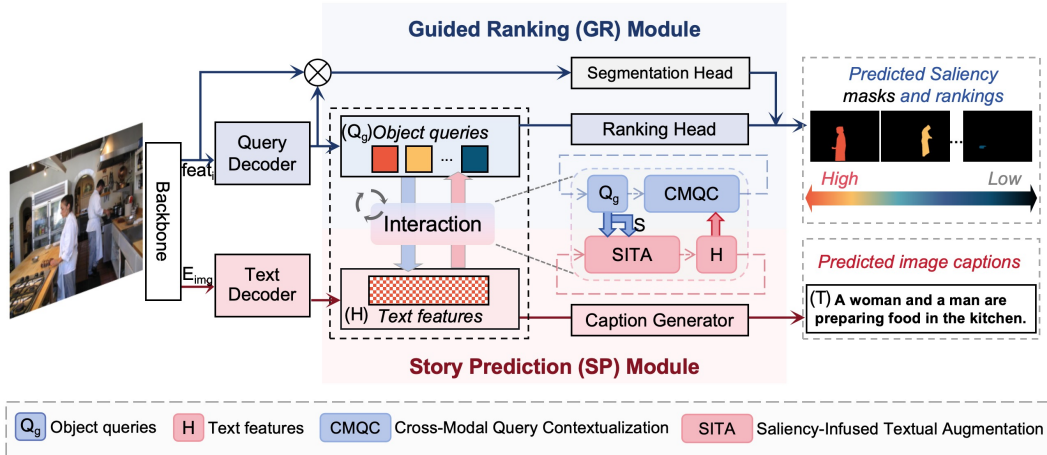 Guided Ranking (GR) Module
Segmentation Head
Predicted Saliency
masks and rankings
Query
Decoder
(Qg) Object queries
...
Ranking Head
...
feati
Backbone
High
Low
Interaction
Qg
CMQC
S
SITA
H
Eimg
Text
Decoder
(H) Text features
Caption Generator
Predicted image captions
(T) A woman and a man are
preparing food in the kitchen.
Story Prediction (SP) Module
Qg Object queries
H Text features
CMQC Cross-Modal Query Contextualization
SITA Saliency-Infused Textual Augmentation